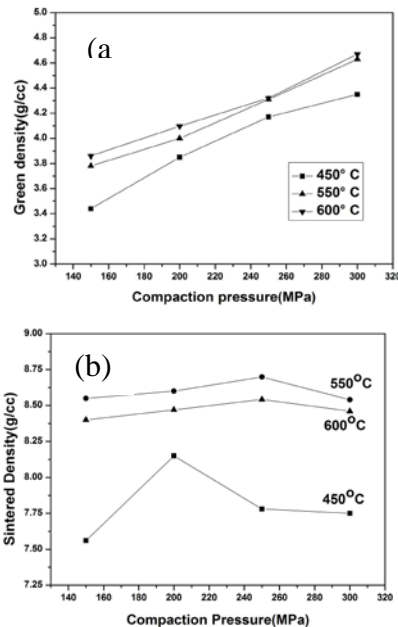 (a
5.0
4.8
4.6
4.4
4.2
4.0
3.8
3.6
3.4
3.2
3.0
Green density(g/cc)
450° C
550° C
600° C
140 160 180 200 220 240 260 280 300 320
Compaction pressure(MPa)
(b)
9.00
8.75
8.50
8.25
8.00
7.75
7.50
7.25
Sintered Density(g/cc)
550°C
600°C
450°C
140 160 180 200 220 240 260 280 300 320
Compaction Pressure(MPa)